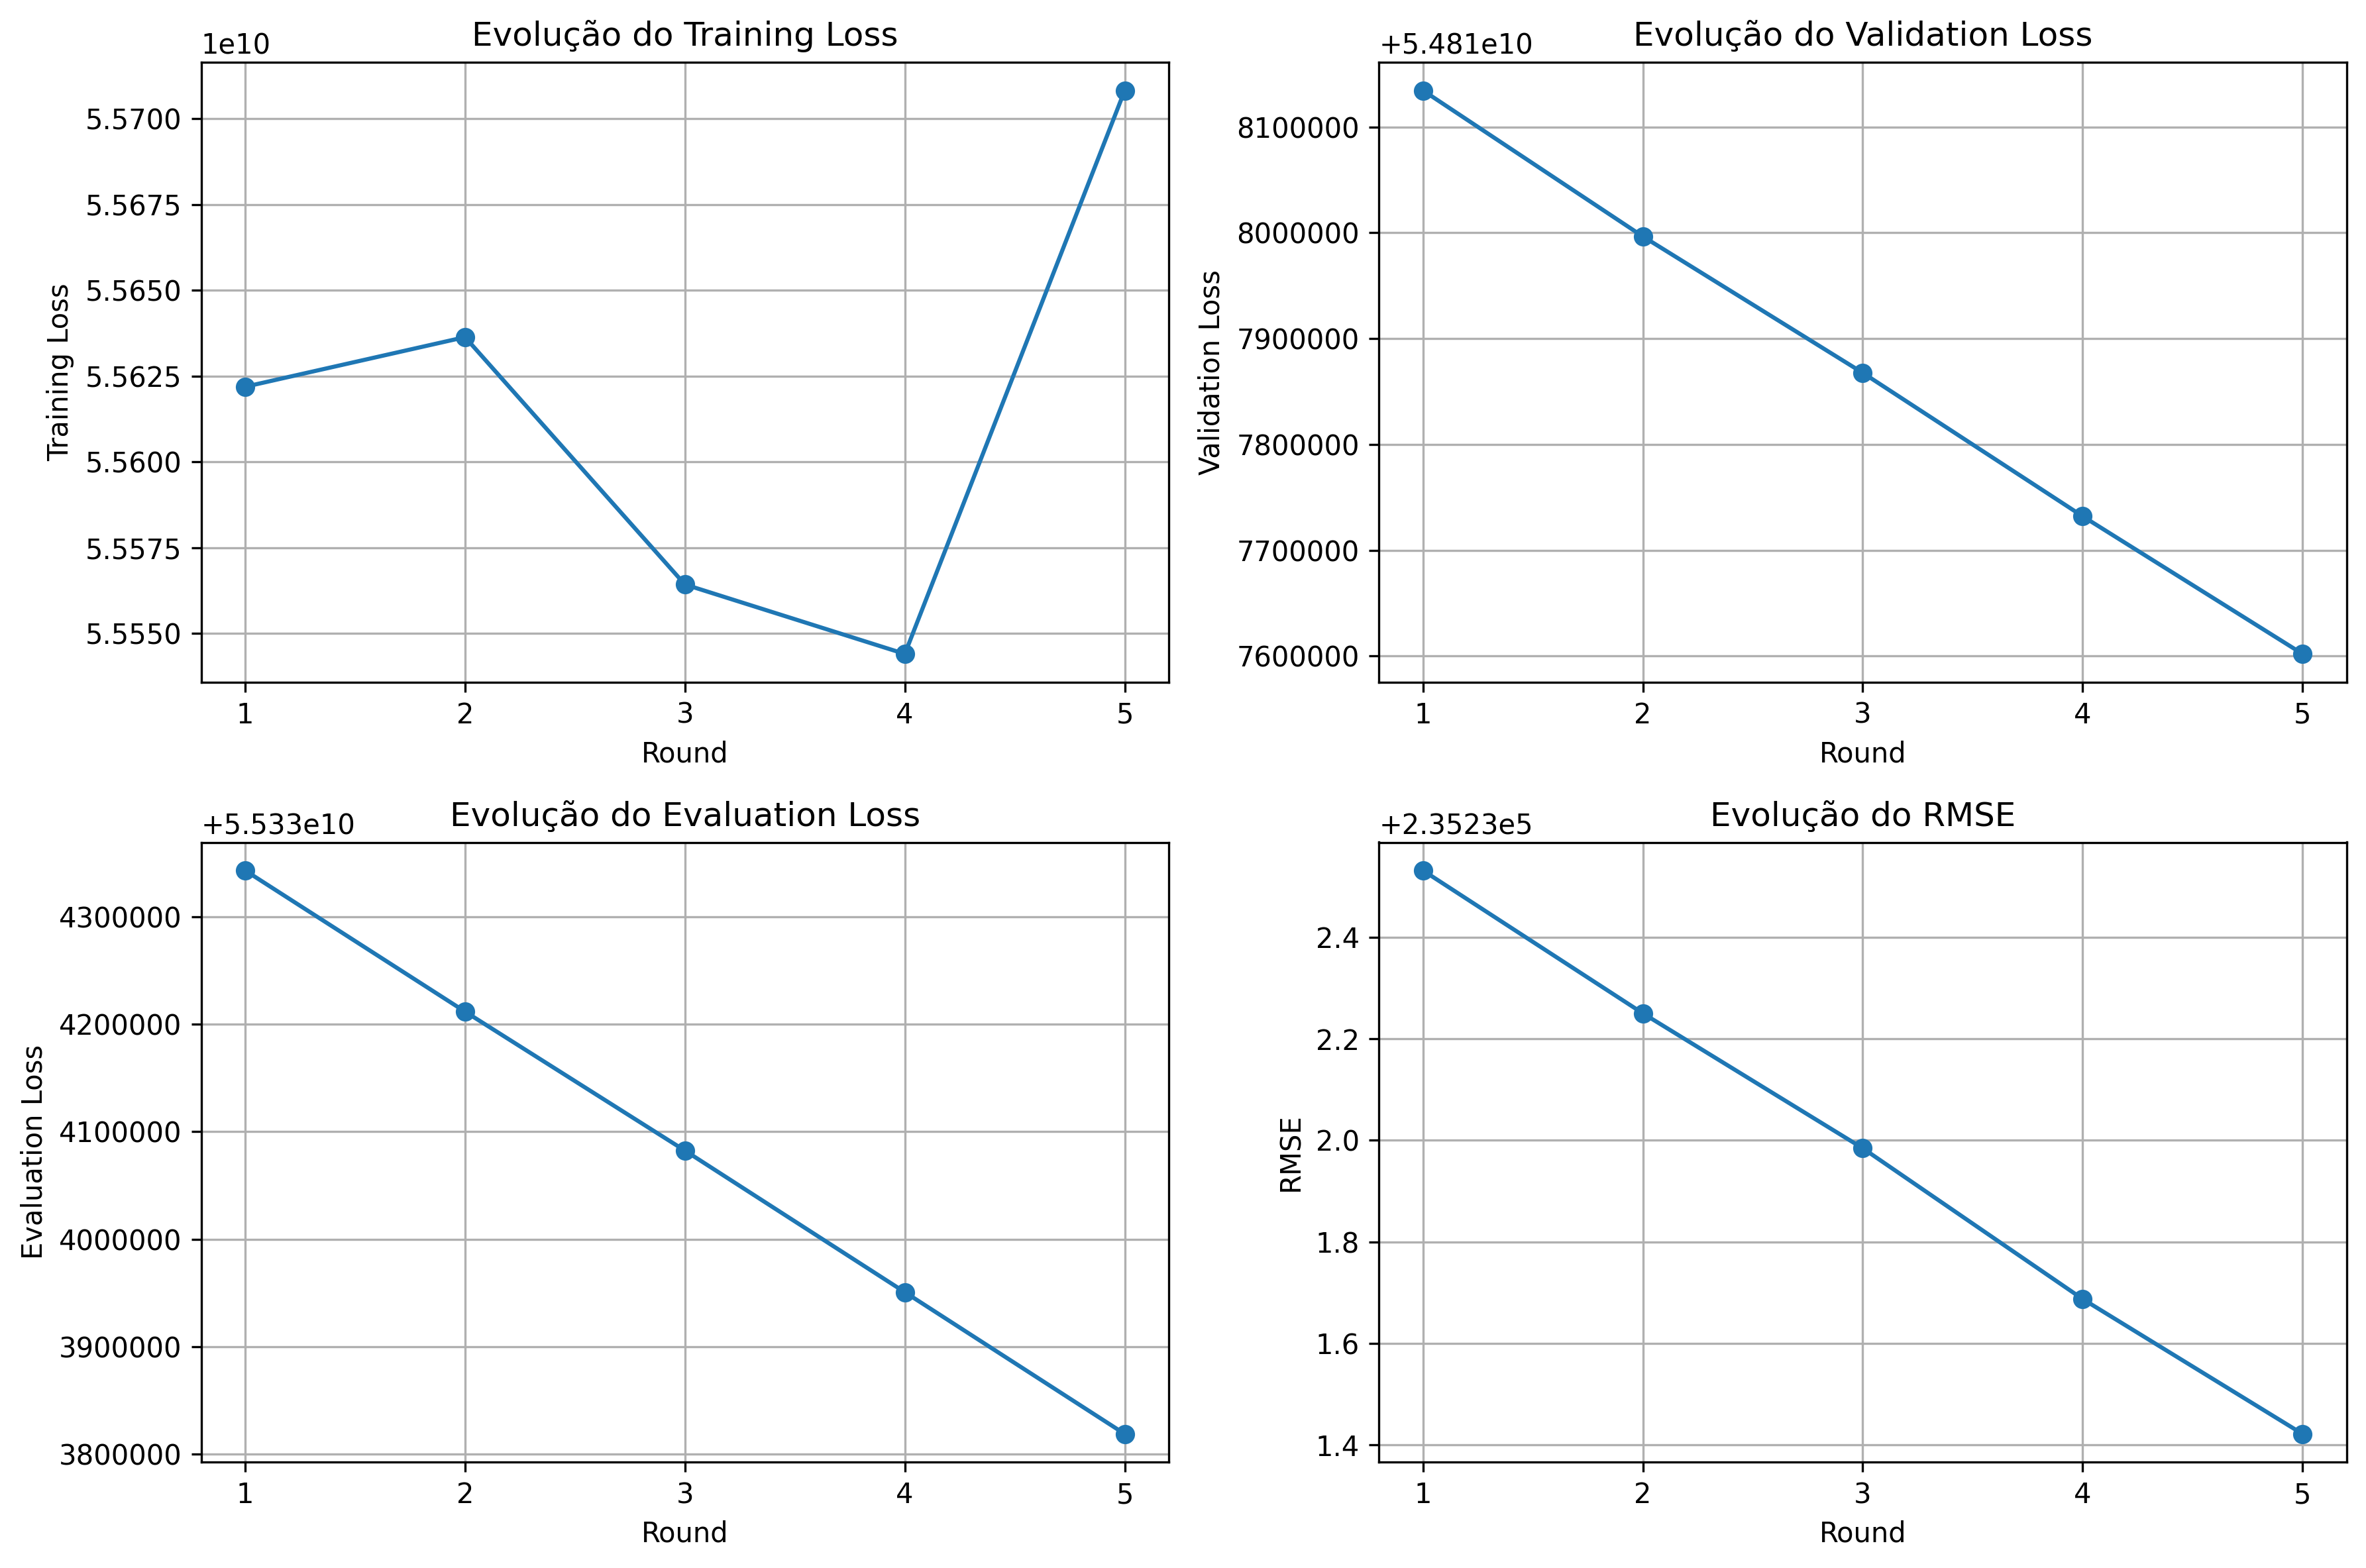 Evolução do Training Loss
1e10
5.5700
5.5675
5.5650
5.5625
5.5600
5.5575
5.5550
Training Loss
1 2 3 4 5
Round
Evolução do Validation Loss
+5.481e10
8100000
8000000
7900000
7800000
7700000
7600000
Validation Loss
1 2 3 4 5
Round
Evolução do Evaluation Loss
+5.533e10
4300000
4200000
4100000
4000000
3900000
3800000
Evaluation Loss
1 2 3 4 5
Round
Evolução do RMSE
+2.3523e5
2.4
2.2
2.0
1.8
1.6
1.4
RMSE
1 2 3 4 5
Round